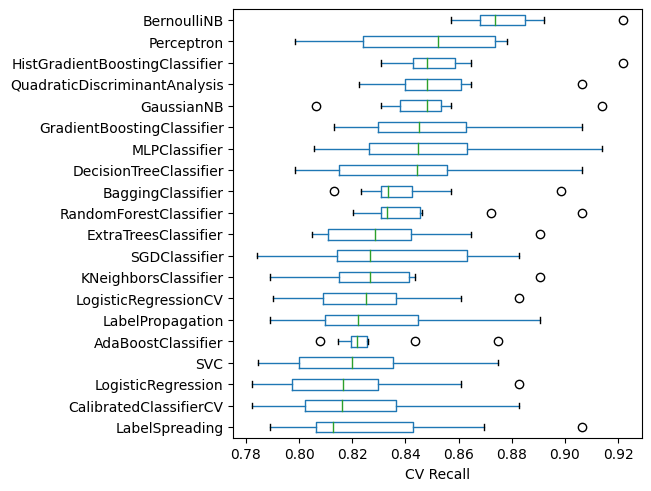 BernoulliNB
Perceptron
HistGradientBoostingClassifier
QuadraticDiscriminantAnalysis
GaussianNB
GradientBoostingClassifier
MLPClassifier
DecisionTreeClassifier
BaggingClassifier
RandomForestClassifier
ExtraTreesClassifier
SGDClassifier
KNeighborsClassifier
LogisticRegressionCV
LabelPropagation
AdaBoostClassifier
SVC
LogisticRegression
CalibratedClassifierCV
LabelSpreading
0.78 0.80 0.82 0.84 0.86 0.88 0.90 0.92
CV Recall